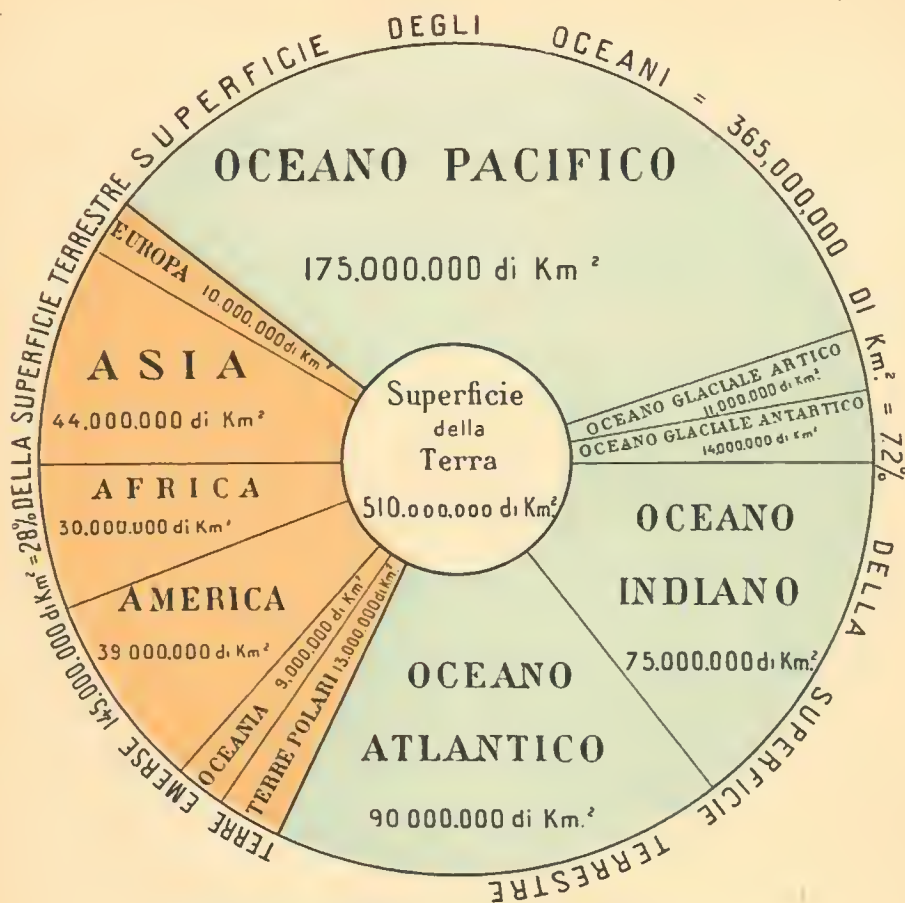 SUPERFICIE DEGLI OCEANI = 365,000,000 DI Km.² = 72% DELLA SUPERFICIE TERRESTRE
TERRE EMERSE 145.000.000 di Km² = 28% DELLA SUPERFICIE TERRESTRE
OCEANO PACIFICO
175.000.000 di Km²
EUROPA 10.000.000 di Km²
ASIA
44.000.000 di Km²
AFRICA
30.000.000 di Km²
AMERICA
39 000.000 di Km²
OCEANIA 9.000.000 di Km²
TERRE POLARI 13.000.000 di Km²
Superficie
della
Terra
510.000,000 di Km².
OCEANO GLACIALE ARTICO
11,000.000 di Km².
OCEANO GLACIALE ANTARTICO
14,000.000 di Km²
OCEANO
INDIANO
75.000.000 di Km².
OCEANO
ATLANTICO
90 000.000 di Km.²